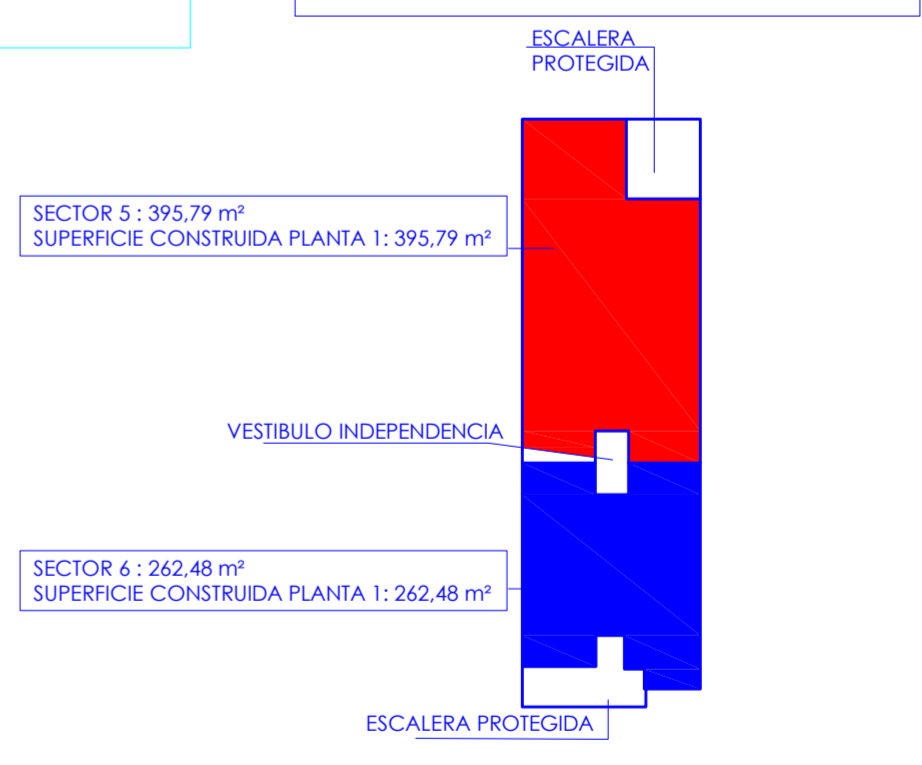 ESCALERA
PROTEGIDA
SECTOR 5 : 395,79 m²
SUPERFICIE CONSTRUIDA PLANTA 1: 395,79 m²
VESTIBULO INDEPENDENCIA
SECTOR 6 : 262,48 m²
SUPERFICIE CONSTRUIDA PLANTA 1: 262,48 m²
ESCALERA PROTEGIDA